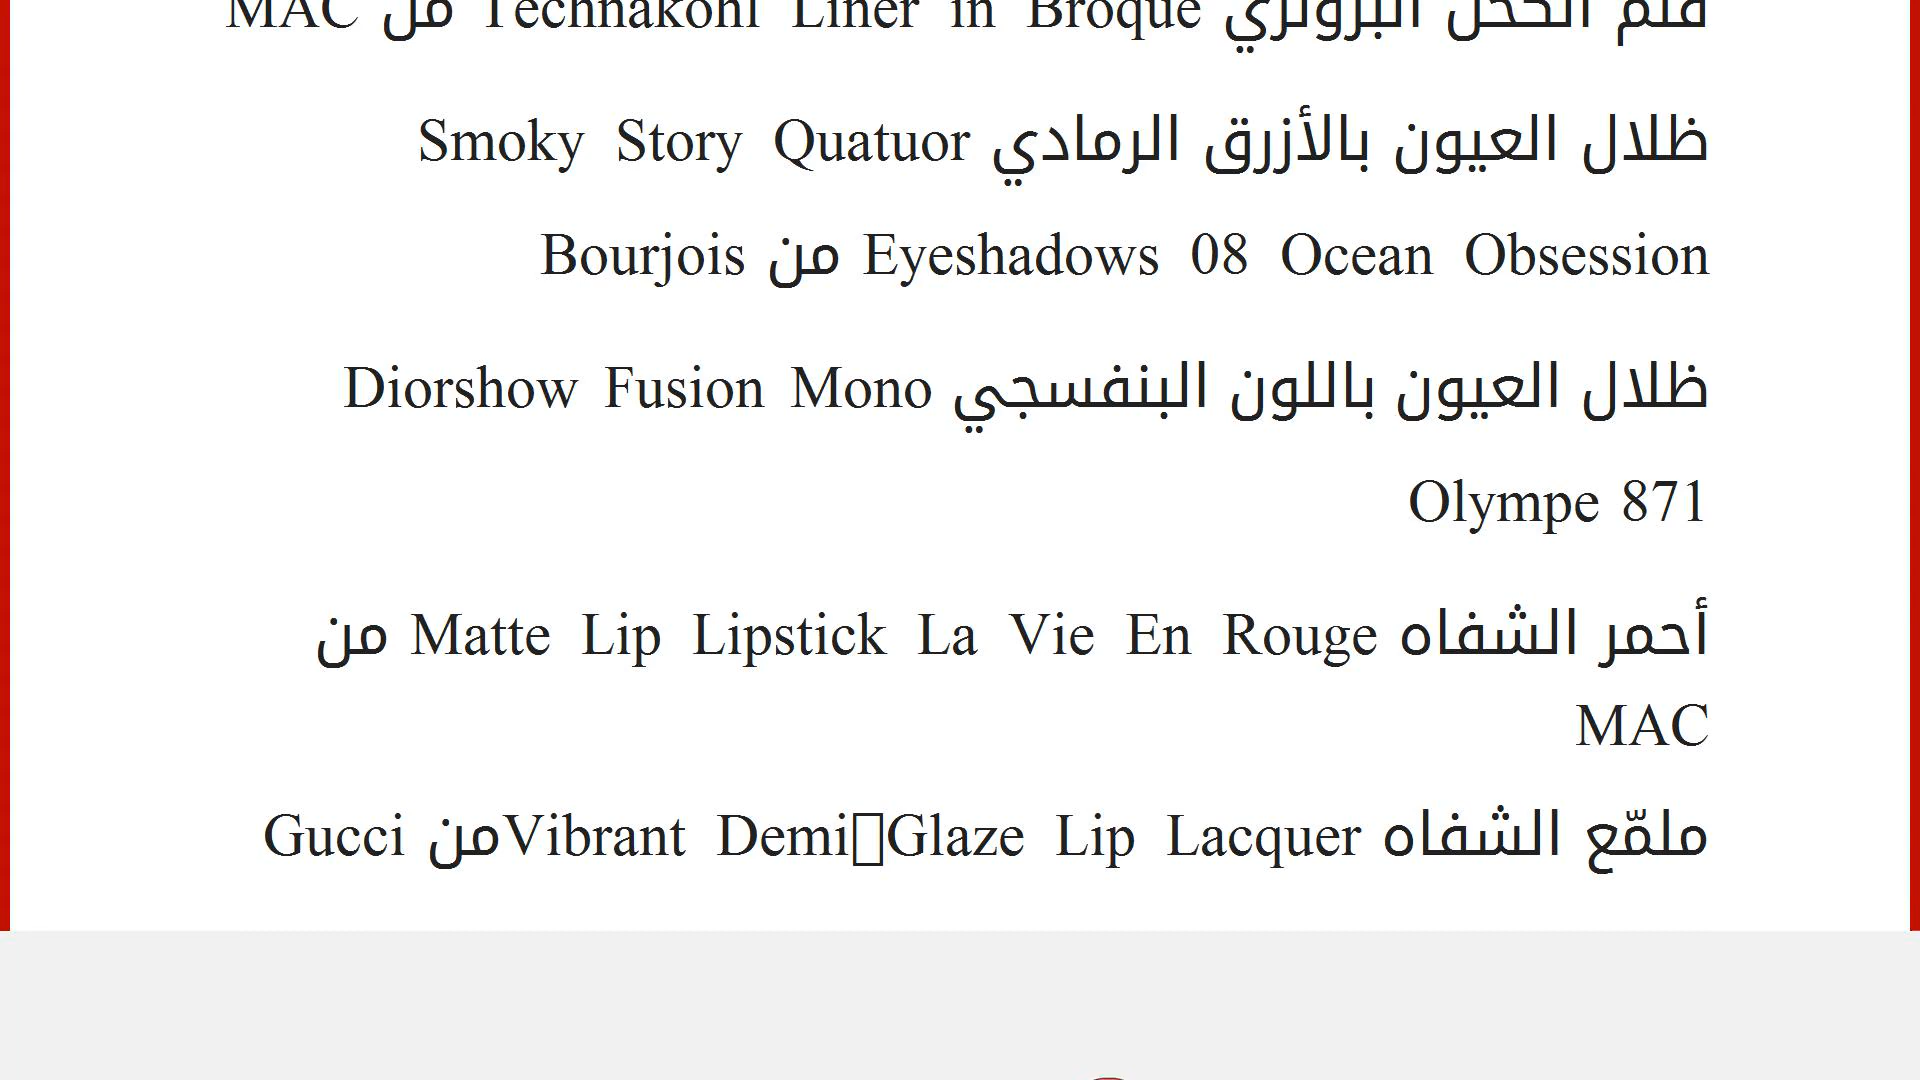 قلم الكحل البرونزي Technakohl Liner in Broque من MAC
ظلال العيون بالأزرق الرمادي Smoky Story Quatuor
Eyeshadows 08 Ocean Obsession من Bourjois
ظلال العيون باللون البنفسجي Diorshow Fusion Mono
Olympe 871
أحمر الشفاه Matte Lip Lipstick La Vie En Rouge من
MAC
ملمّع الشفاه Vibrant Demi▯Glaze Lip Lacquerمن Gucci